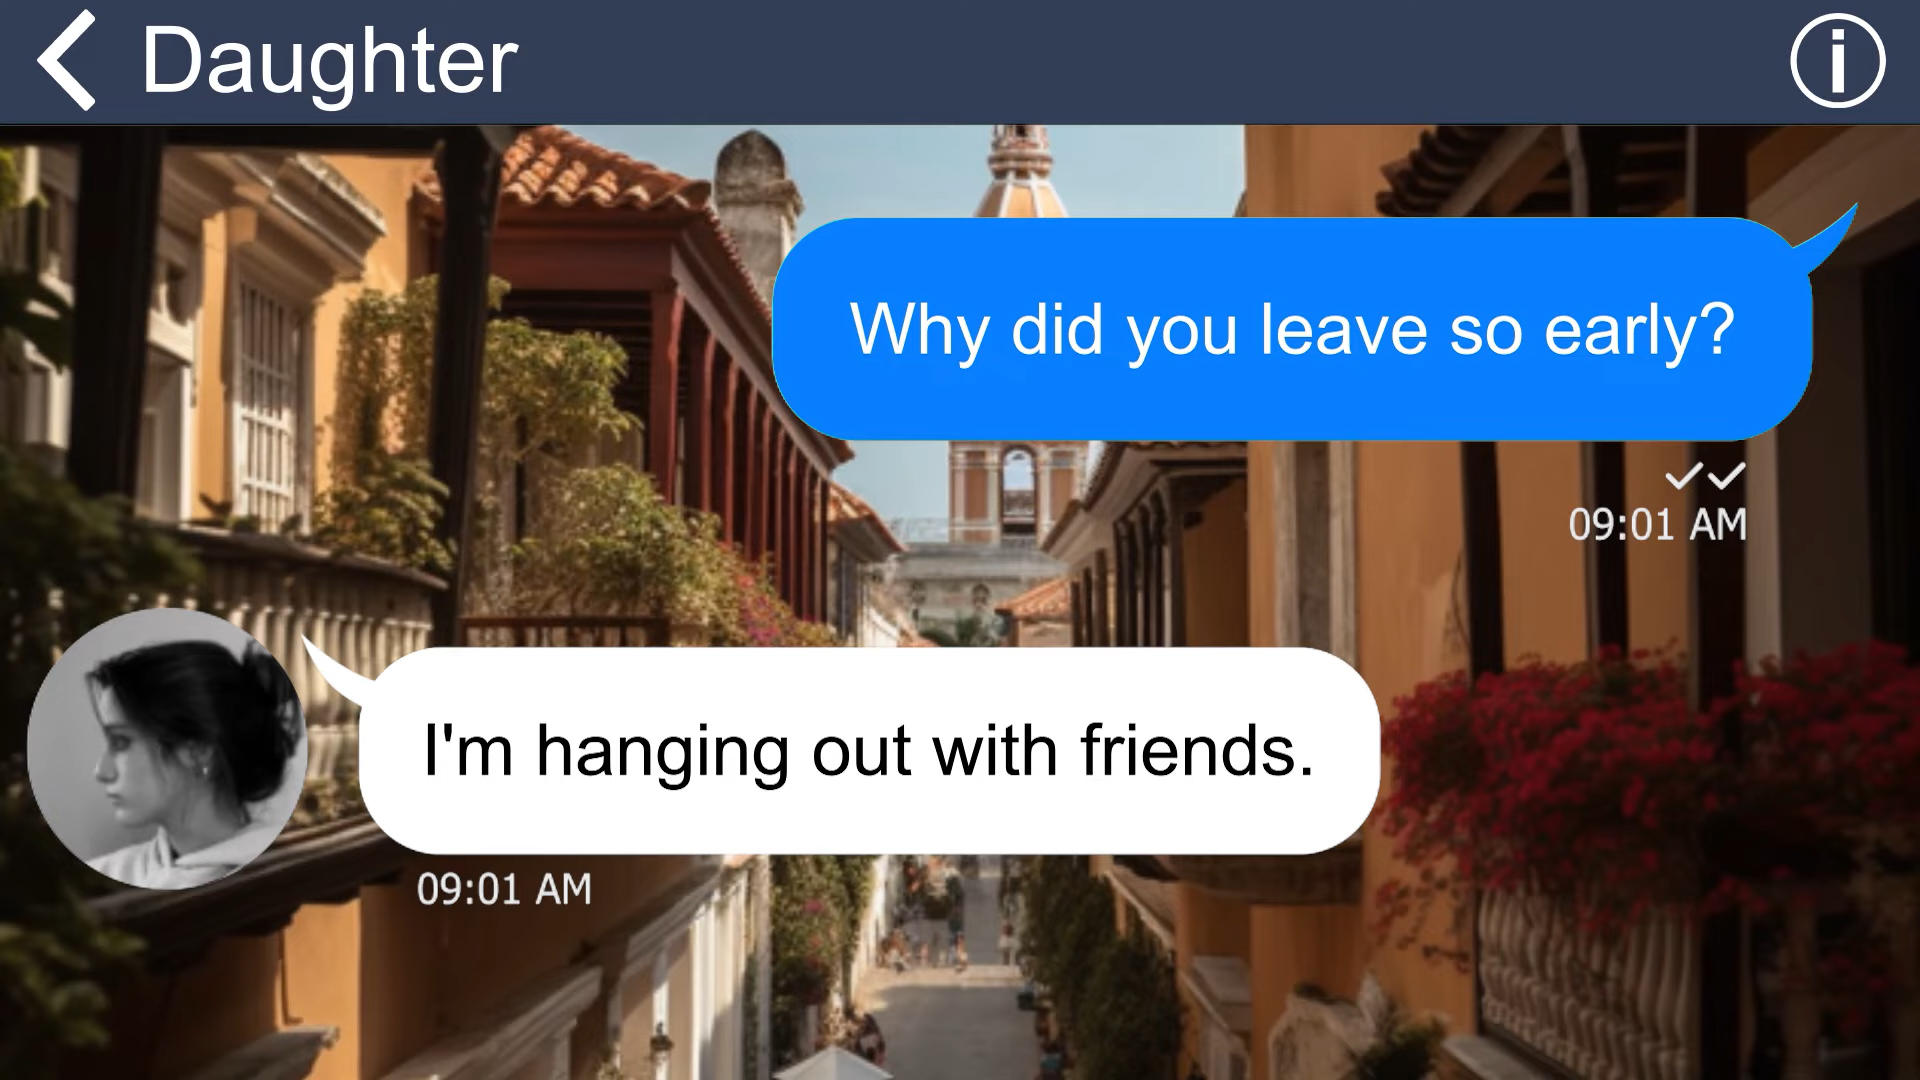 Daughter
Why did you leave so early?
09:01 AM
I'm hanging out with friends.
09:01 AM